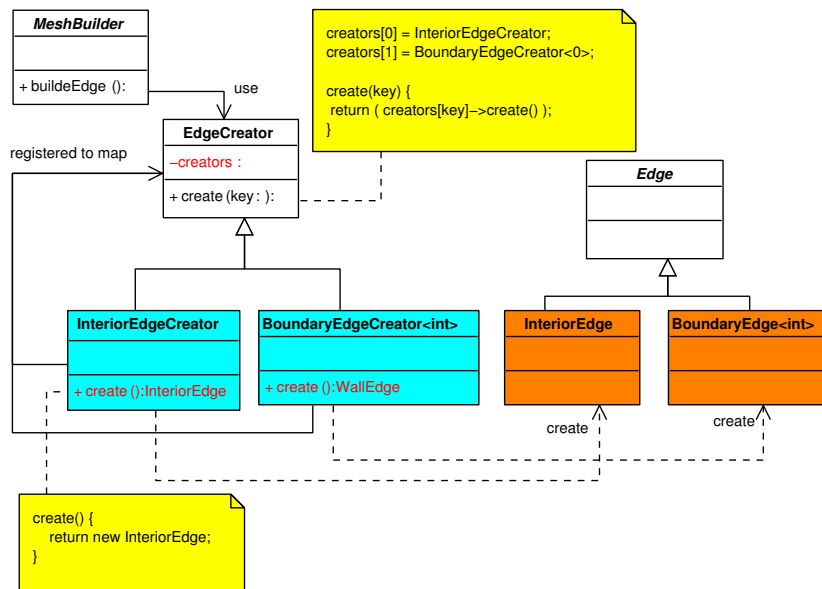 MeshBuilder
+ buildeEdge ():
use
creators[0] = InteriorEdgeCreator;
creators[1] = BoundaryEdgeCreator<0>;
create(key) {
return ( creators[key]−>create() );
}
EdgeCreator
−creators :
+ create (key : ):
registered to map
Edge
InteriorEdgeCreator
+ create ():InteriorEdge
BoundaryEdgeCreator<int>
+ create ():WallEdge
InteriorEdge
BoundaryEdge<int>
create
create
create() {
return new InteriorEdge;
}